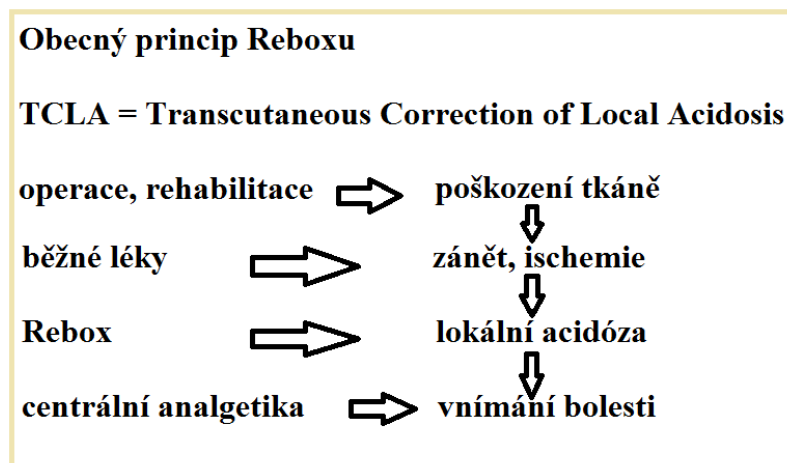 Obecný princip Reboxu
TCLA = Transcutaneous Correction of Local Acidosis
operace, rehabilitace poškození tkáně
běžné léky zánět, ischemie
Rebox lokální acidóza
centrální analgetika vnímání bolesti